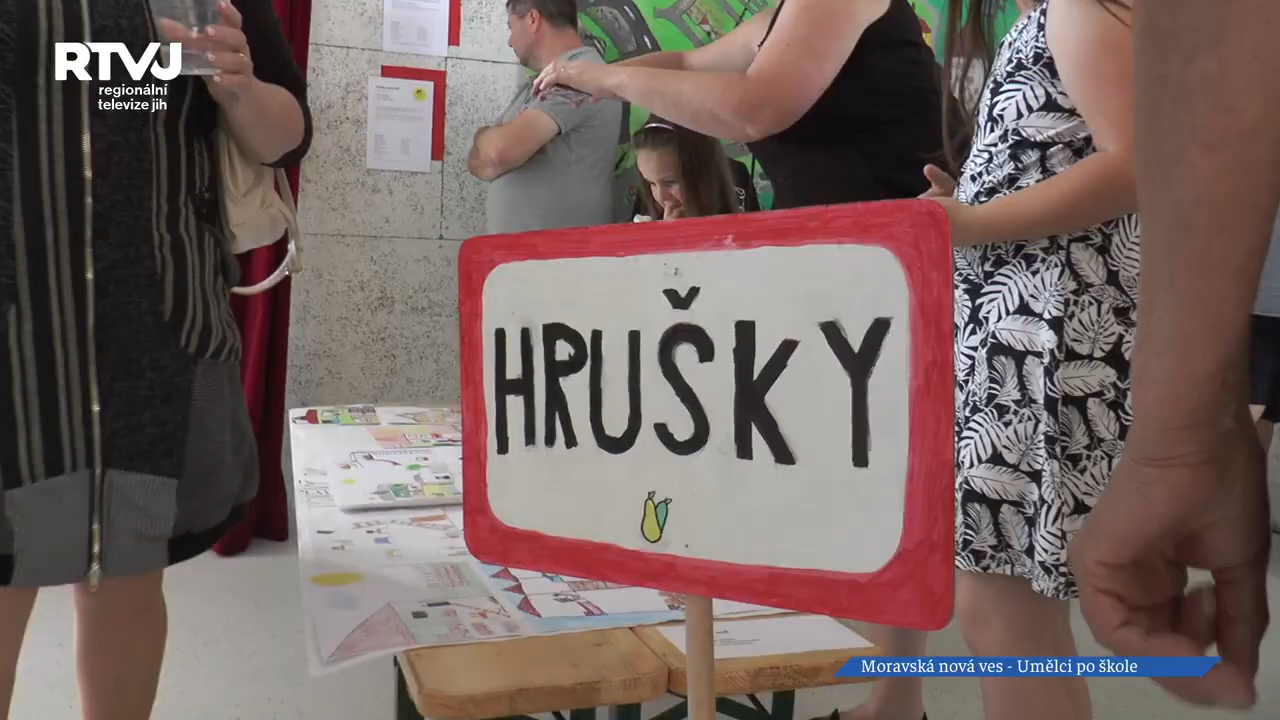 RTVJ
regionální
televize jih
HRUŠKY
Moravská nová ves - Umělci po škole